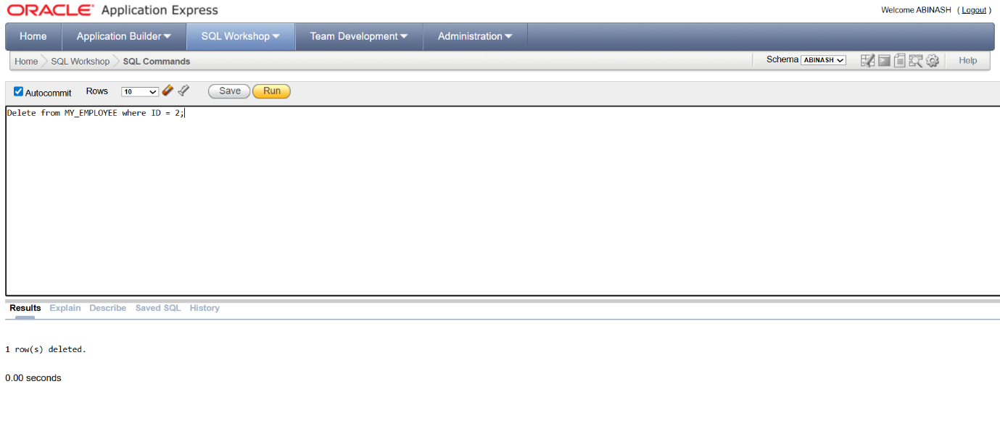 ORACLE® Application Express
Welcome ABINASH ( Logout )
Home Application Builder SQL Workshop Team Development Administration
Home SQL Workshop SQL Commands Schema ABINASH Help
Autocommit Rows 10 Save Run
Delete from MY_EMPLOYEE where ID = 2;
Results Explain Describe Saved SQL History
1 row(s) deleted.
0.00 seconds